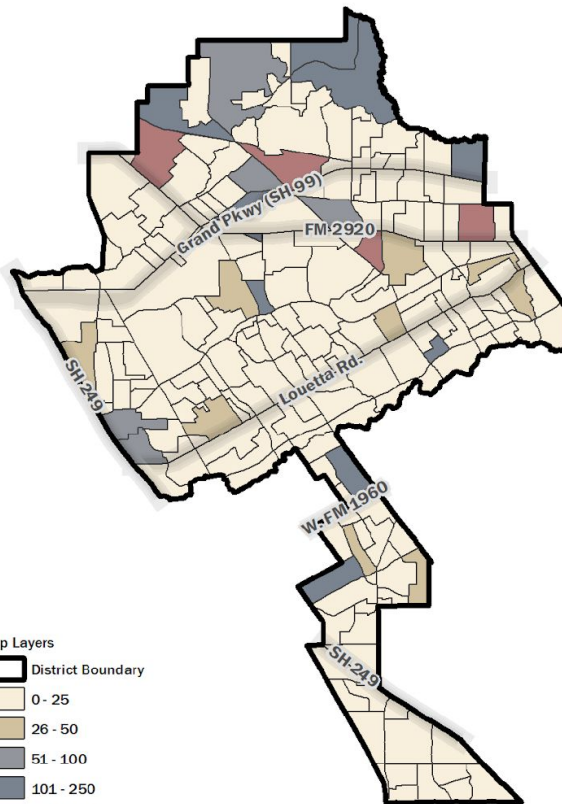 Grand Pkwy (SH-99)
FM 2920
SH-249
Louetta Rd.
W. FM-1960
SH-249
p Layers
District Boundary
0 - 25
26 - 50
51 - 100
101 - 250